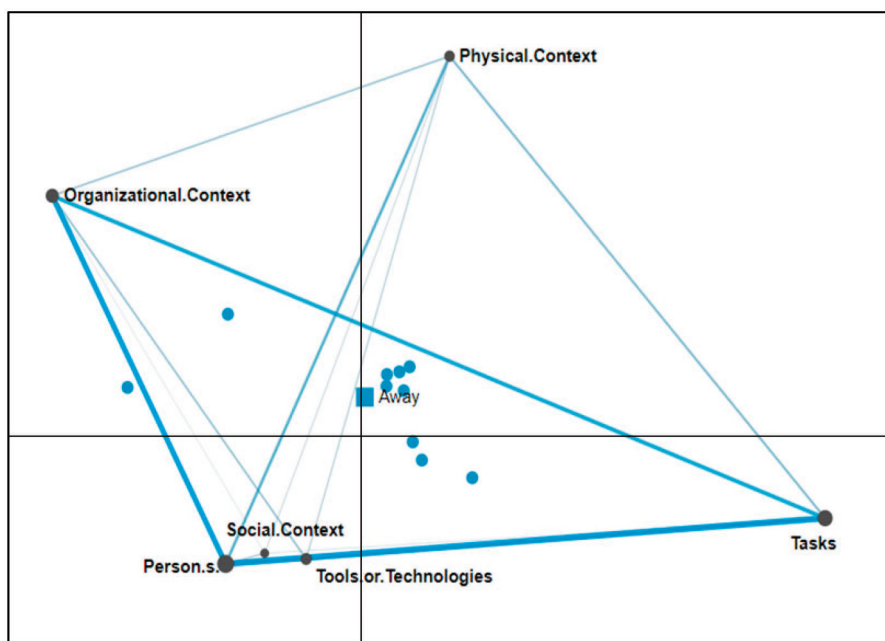 Physical.Context
Organizational.Context
Away
Social.Context
Person.s.
Tools.or.Technologies
Tasks